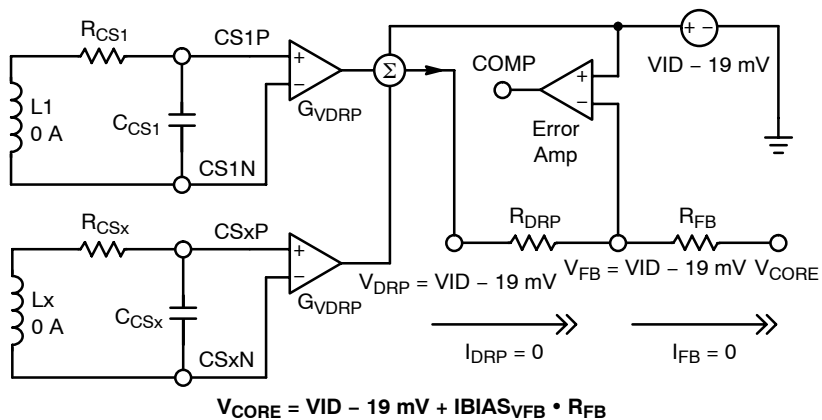 R_CS1
CS1P
+
−
G_VDRP
Σ
L1
0 A
C_CS1
CS1N
COMP
+
−
Error
Amp
+ −
VID − 19 mV
R_CSx
CSxP
+
−
G_VDRP
Lx
0 A
C_CSx
CSxN
R_DRP
R_FB
V_DRP = VID − 19 mV
V_FB = VID − 19 mV
V_CORE
I_DRP = 0
I_FB = 0
V_CORE = VID − 19 mV + IBIAS_VFB • R_FB